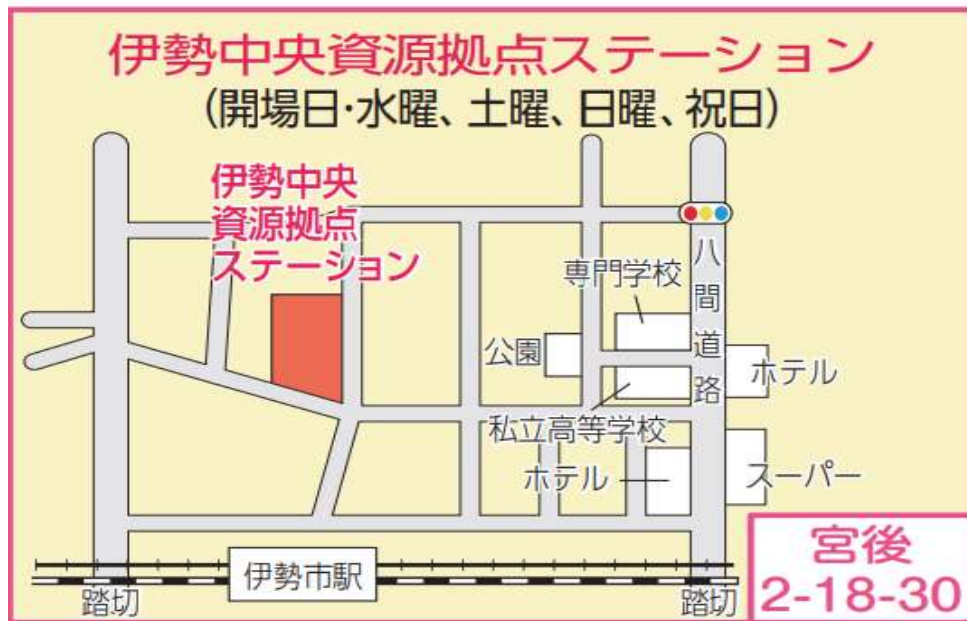 伊勢中央資源拠点ステーション
(開場日・水曜、土曜、日曜、祝日)
伊勢中央
資源拠点
ステーション
八間道路
専門学校
公園
ホテル
私立高等学校
ホテル
スーパー
伊勢市駅
踏切
踏切
宮後
2-18-30